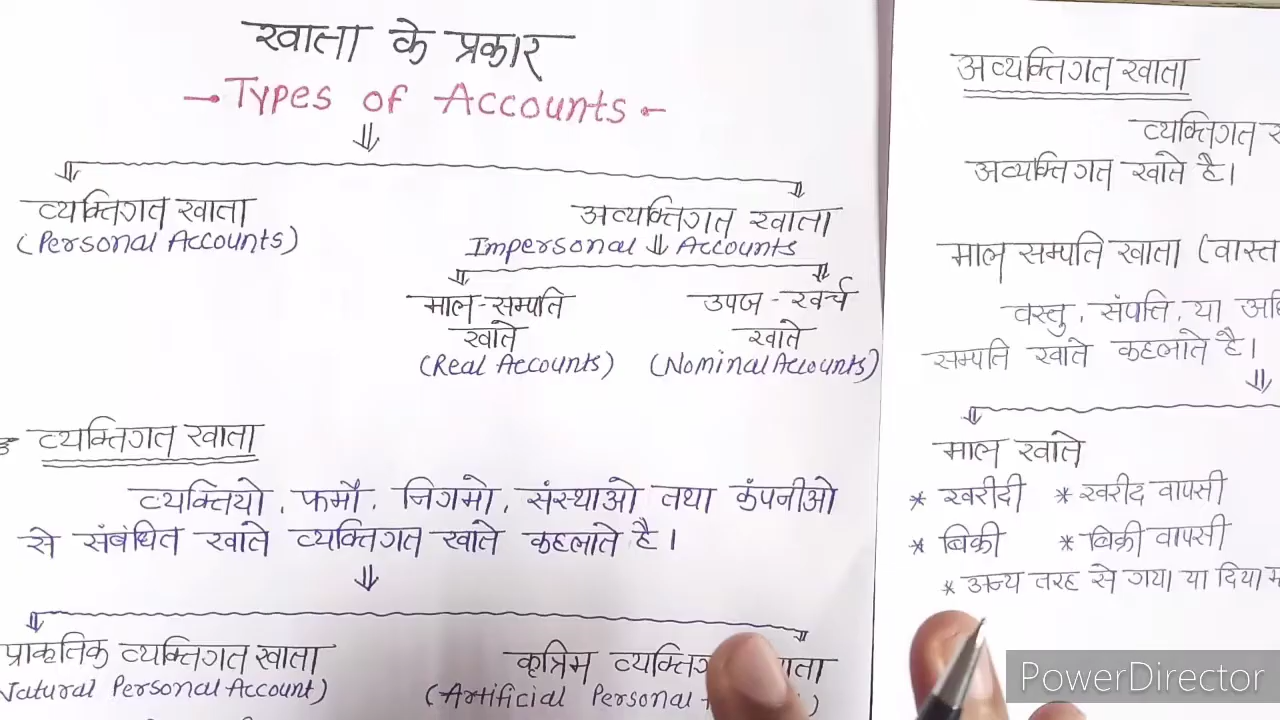 खाता के प्रकार
Types of Accounts
व्यक्तिगत खाता
(Personal Accounts)
अव्यक्तिगत खाता
Impersonal Accounts
माल-सम्पति
खाते
(Real Accounts)
उपज-खर्च
खाते
(Nominal Accounts)
व्यक्तिगत खाता
व्यक्तियो, फर्मो, निगमो, संस्थाओ तथा कंपनीओ
से संबंधित खाते व्यक्तिगत खाते कहलाते है।
प्राकृतिक व्यक्तिगत खाता
Natural Personal Account)
कृत्रिम
(Artificial Personal
अव्यक्तिगत खाता
व्यक्तिगत
अव्यक्तिगत खाते है।
माल सम्पति खाता (वास्त
वस्तु, संपत्ति, या अधि
सम्पति खाते कहलाते है।
माल खाते
* खरीदी * खरीद वापसी
* बिक्री * बिक्री वापसी
* अन्य तरह से गया या दिया
PowerDirector